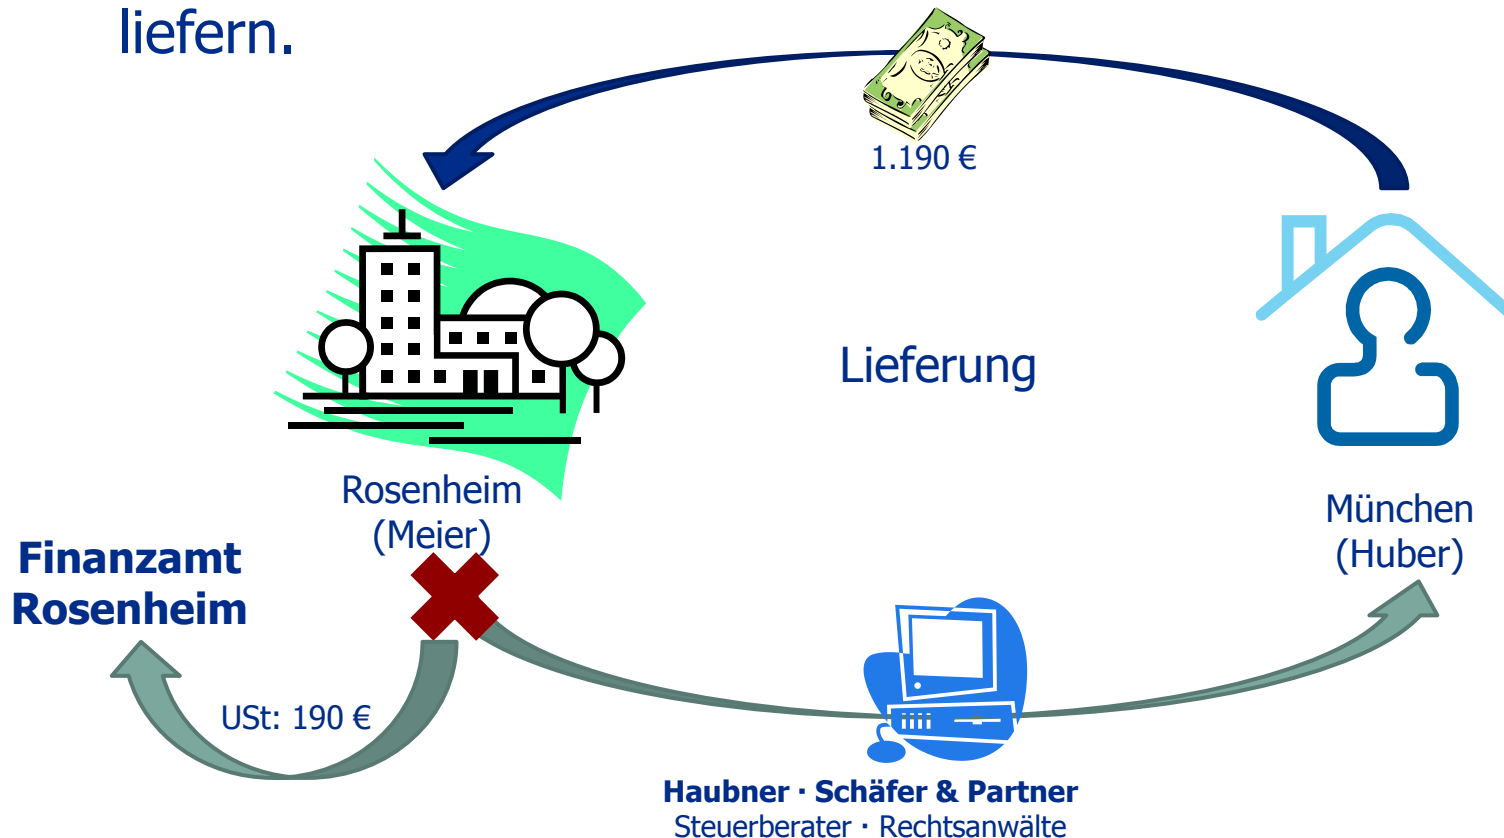 liefern.
1.190 €
Lieferung
Rosenheim
(Meier)
München
(Huber)
Finanzamt
Rosenheim
USt: 190 €
Haubner · Schäfer & Partner
Steuerberater · Rechtsanwälte